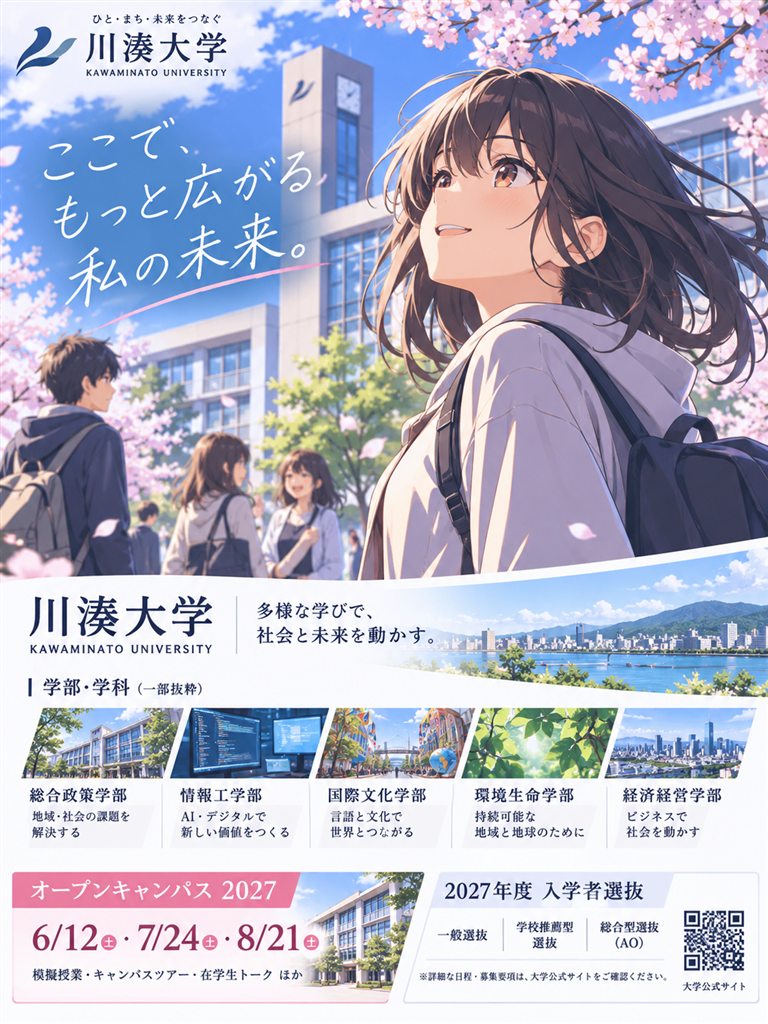 ひと・まち・未来をつなぐ
川湊大学
KAWAMINATO UNIVERSITY
ここで、
もっと広がる
私の未来。
川湊大学
KAWAMINATO UNIVERSITY
多様な学びで、
社会と未来を動かす。
学部・学科（一部抜粋）
総合政策学部
地域・社会の課題を
解決する
情報工学部
AI・デジタルで
新しい価値をつくる
国際文化学部
言語と文化で
世界とつながる
環境生命学部
持続可能な
地域と地球のために
経済経営学部
ビジネスで
社会を動かす
オープンキャンパス 2027
6/12土・7/24土・8/21土
模擬授業・キャンパスツアー・在学生トーク ほか
2027年度 入学者選抜
一般選抜
学校推薦型
選抜
総合型選抜
（AO）
※詳細な日程・募集要項は、大学公式サイトをご確認ください。
大学公式サイト